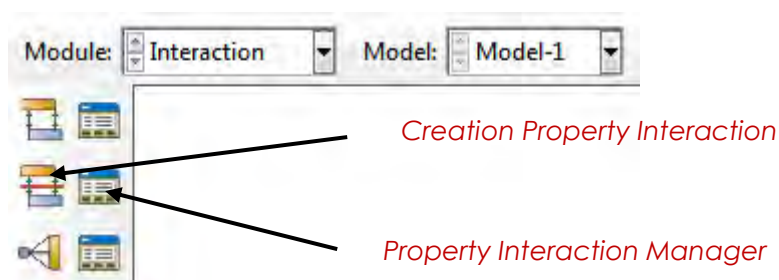 Module: Interaction Model: Model-1
Creation Property Interaction
Property Interaction Manager